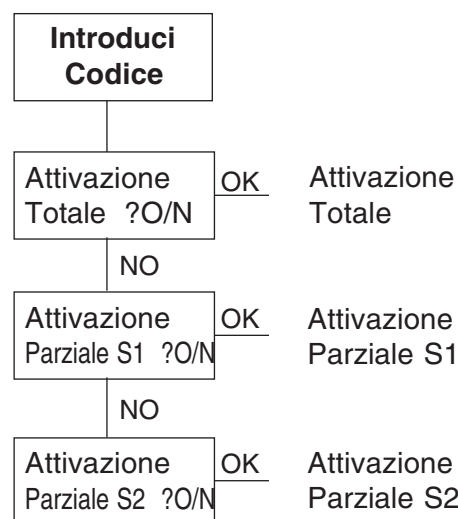 Introduci
Codice
Attivazione
Totale ?O/N
OK
Attivazione
Totale
NO
Attivazione
Parziale S1 ?O/N
OK
Attivazione
Parziale S1
NO
Attivazione
Parziale S2 ?O/N
OK
Attivazione
Parziale S2